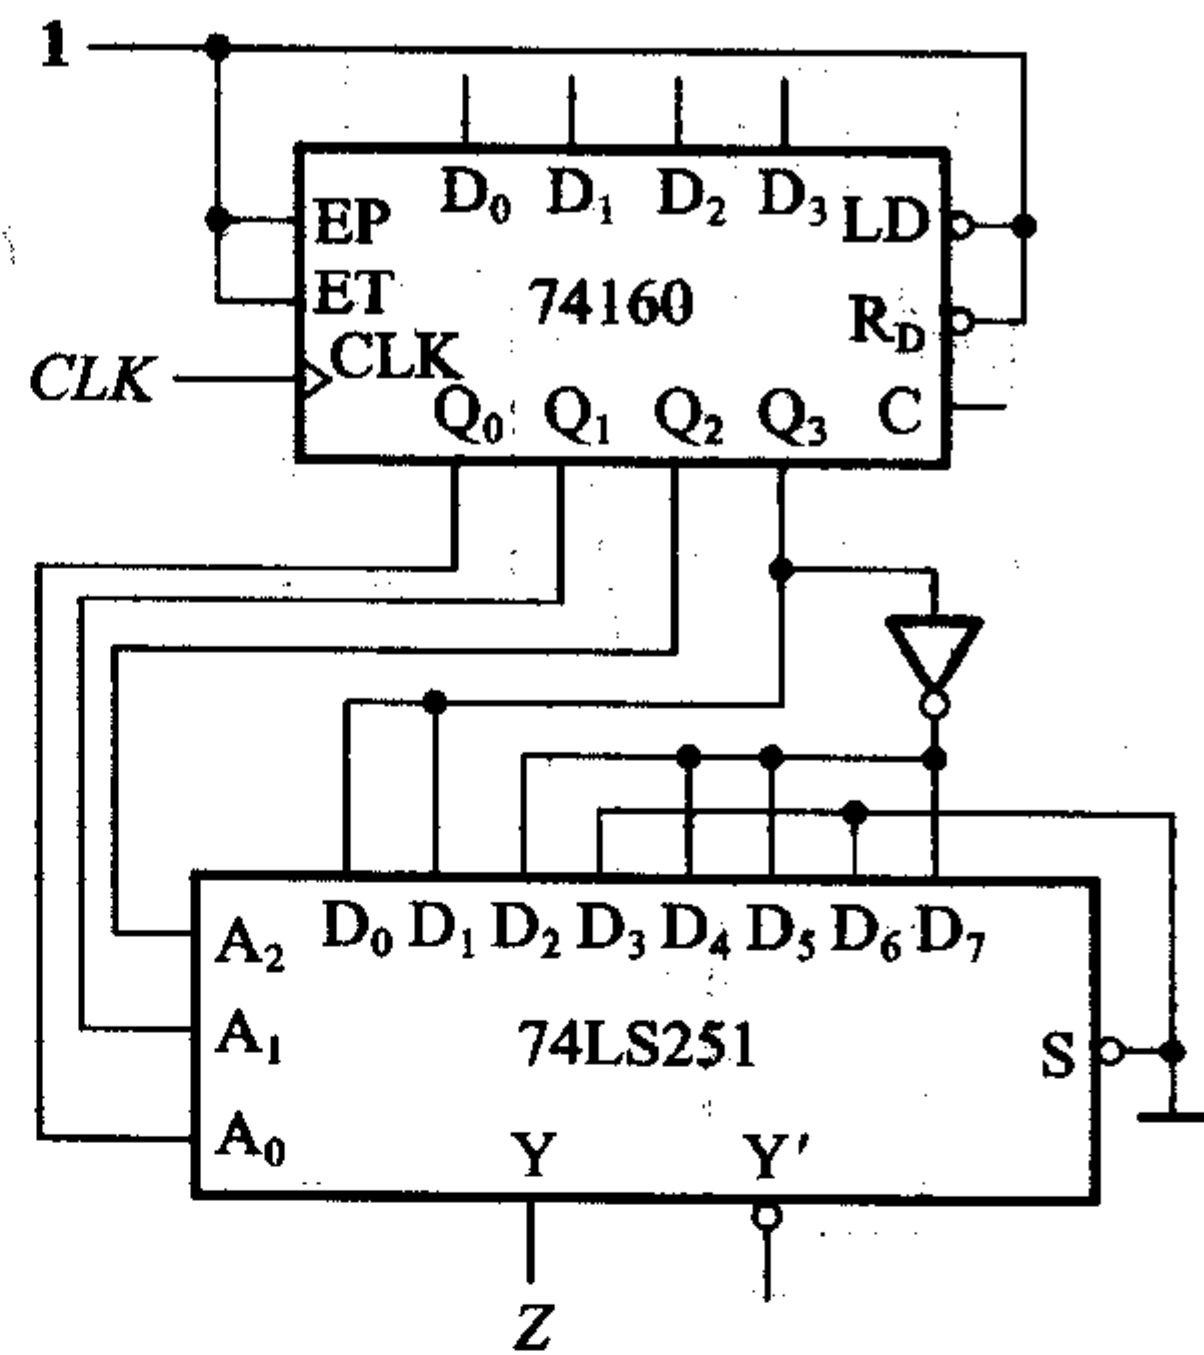 1
D₀ D₁ D₂ D₃
EP LD
ET 74160 R_D
CLK CLK
Q₀ Q₁ Q₂ Q₃ C
D₀ D₁ D₂ D₃ D₄ D₅ D₆ D₇
A₂
A₁ 74LS251 S
A₀ Y Y′
Z